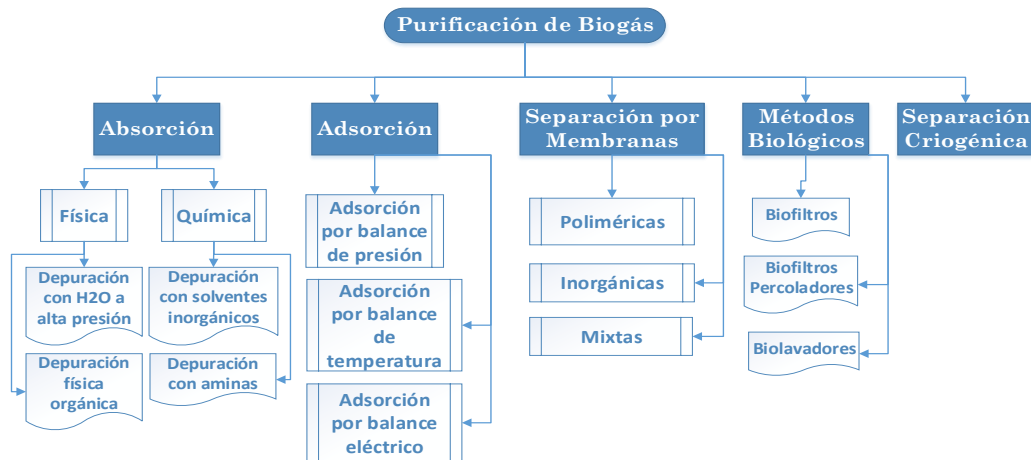 Purificación de Biogás
Absorción
Adsorción
Separación por
Membranas
Métodos
Biológicos
Separación
Criogénica
Física
Química
Depuración
con H2O a
alta presión
Depuración
física
orgánica
Depuración
con solventes
inorgánicos
Depuración
con aminas
Adsorción
por balance
de presión
Adsorción
por balance
de
temperatura
Adsorción
por balance
eléctrico
Poliméricas
Inorgánicas
Mixtas
Biofiltros
Biofiltros
Percoladores
Biolavadores